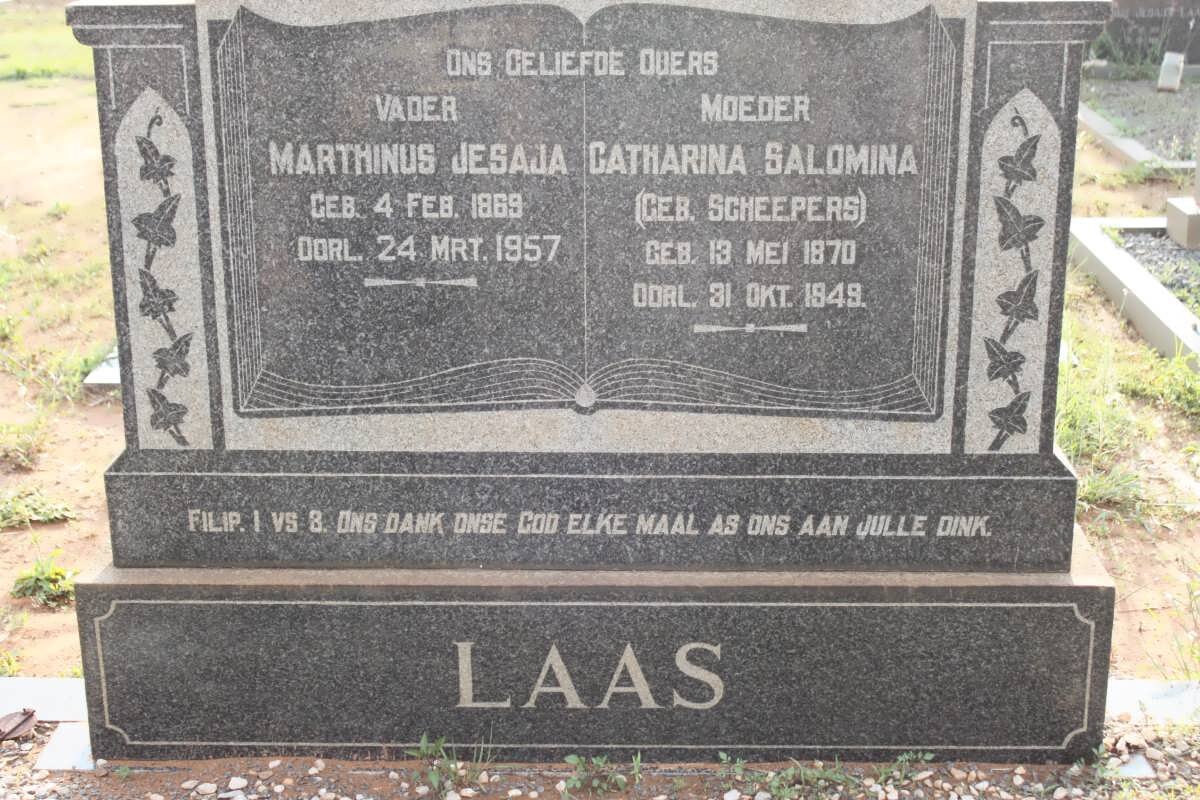 ONS GELIEFDE OUERS
VADER
MARTHINUS JESAJA
GEB. 4 FEB. 1869
OORL. 24 MRT. 1957
MOEDER
CATHARINA SALOMINA
(GEB. SCHEEPERS)
GEB. 13 MEI 1870
OORL. 31 OKT. 1949.
FILIP. 1 VS 3. ONS DANK ONSE GOD ELKE MAAL AS ONS AAN JULLE DINK.
LAAS